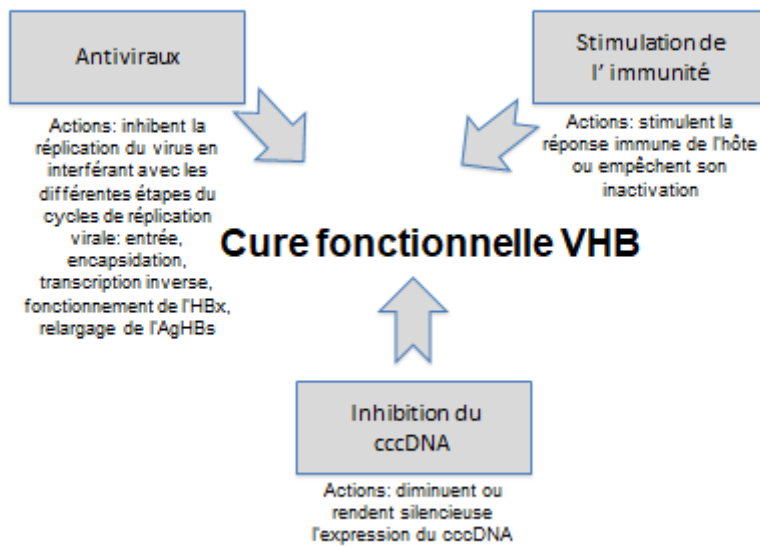 Antiviraux
Actions: inhibent la
réplication du virus en
interférant avec les
différentes étapes du
cycles de réplication
virale: entrée,
encapsidation,
transcription inverse,
fonctionnement de l'HBx,
relargage de l'AgHBs
Stimulation de
l' immunité
Actions: stimulent la
réponse immune de l'hôte
ou empêchent son
inactivation
Cure fonctionnelle VHB
Inhibition du
cccDNA
Actions: diminuent ou
rendent silencieuse
l'expression du cccDNA